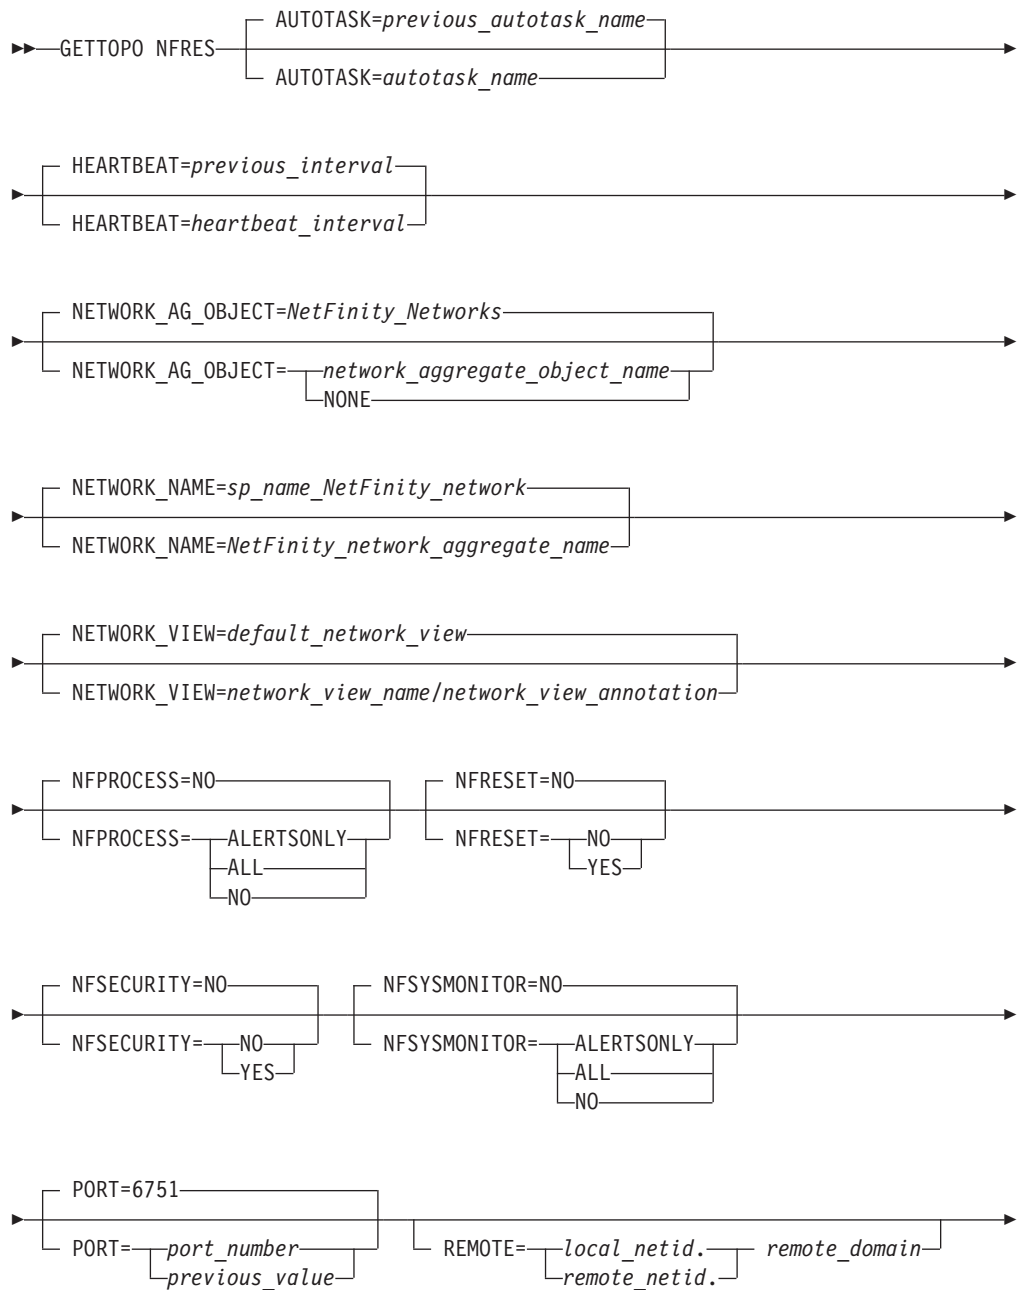 AUTOTASK=previous_autotask_name
GETTOPO NFRES
AUTOTASK=autotask_name
HEARTBEAT=previous_interval
HEARTBEAT=heartbeat_interval
NETWORK_AG_OBJECT=NetFinity_Networks
NETWORK_AG_OBJECT= network_aggregate_object_name
NONE
NETWORK_NAME=sp_name_NetFinity_network
NETWORK_NAME=NetFinity_network_aggregate_name
NETWORK_VIEW=default_network_view
NETWORK_VIEW=network_view_name/network_view_annotation
NFPROCESS=NO NFRESET=NO
NFPROCESS= ALERTSONLY NFRESET= NO
ALL YES
NO
NFSECURITY=NO NFSYSMONITOR=NO
NFSECURITY= NO NFSYSMONITOR= ALERTSONLY
YES ALL
NO
PORT=6751
PORT= port_number REMOTE= local_netid. remote_domain
previous_value remote_netid.